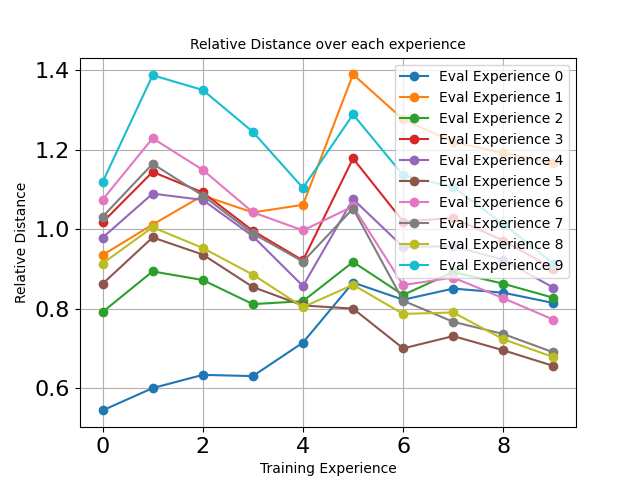 Relative Distance over each experience
1.4
1.2
1.0
0.8
0.6
Relative Distance
0
2
4
6
8
Training Experience
Eval Experience 0
Eval Experience 1
Eval Experience 2
Eval Experience 3
Eval Experience 4
Eval Experience 5
Eval Experience 6
Eval Experience 7
Eval Experience 8
Eval Experience 9